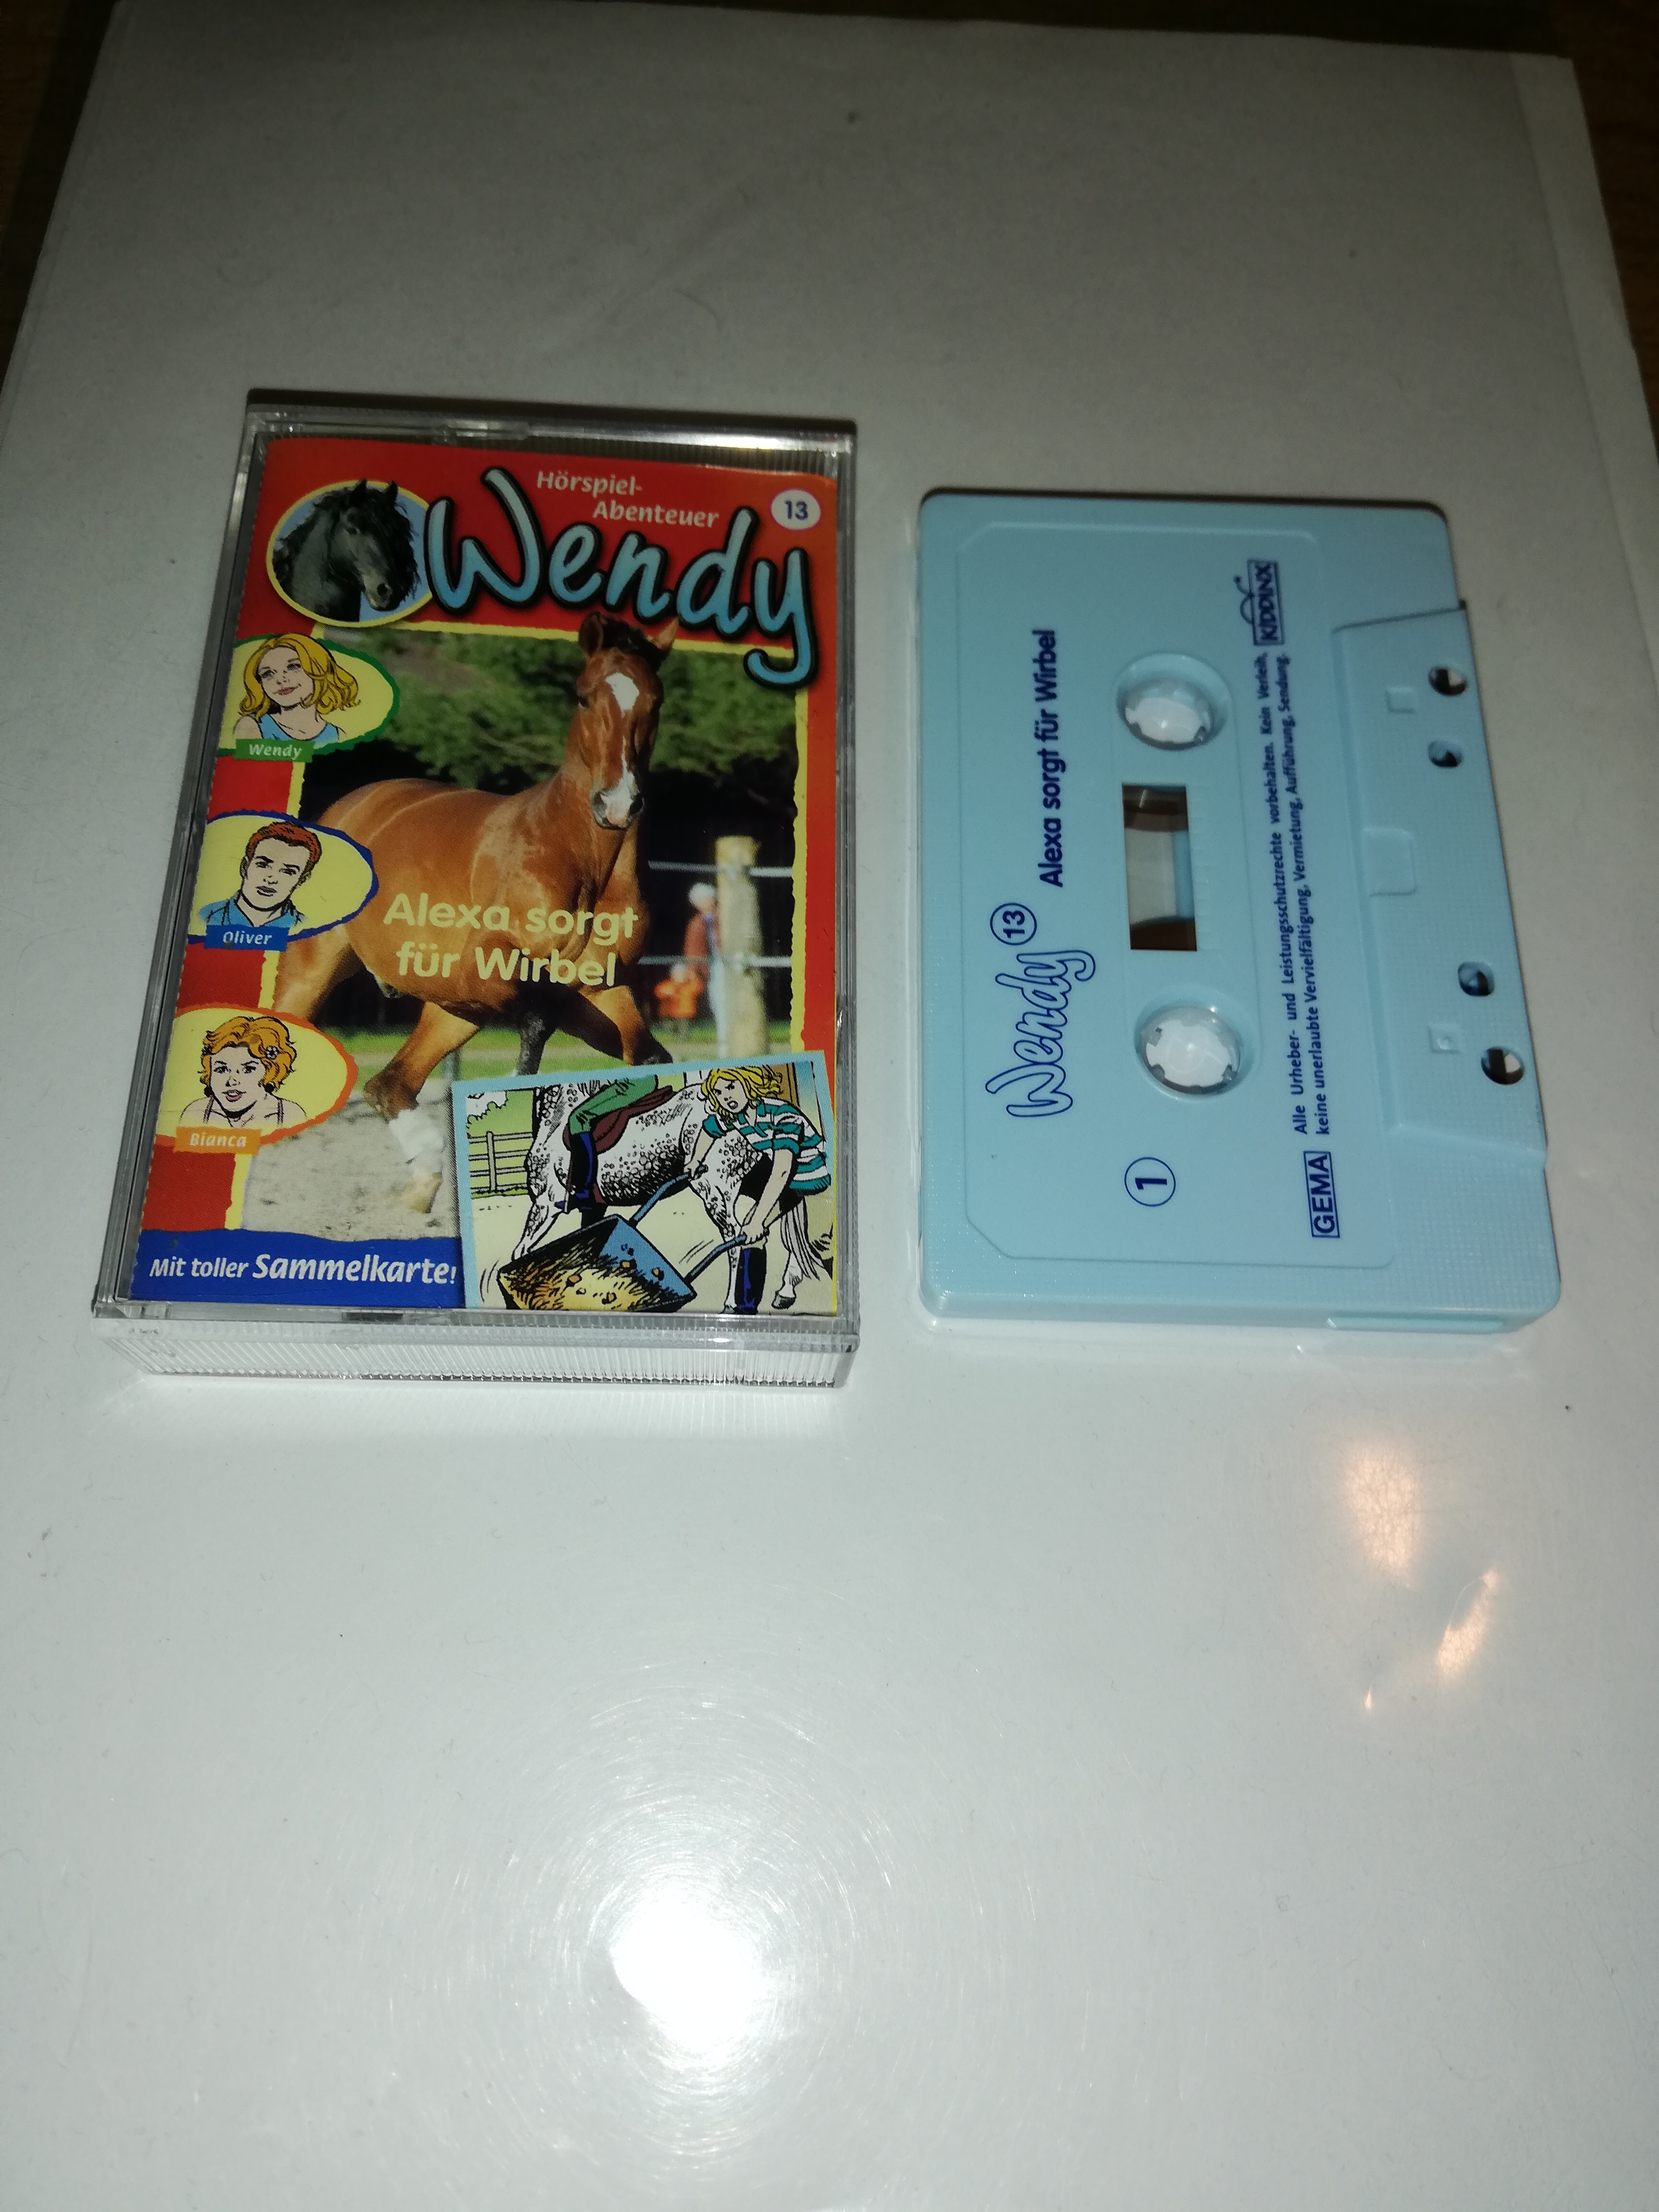 Hörspiel-
Abenteuer
13
Wendy
Wendy
Oliver
Bianca
Alexa sorgt
für Wirbel
Mit toller Sammelkarte!
Wendy 13 Alexa sorgt für Wirbel
1
GEMA
Alle Urheber- und Leistungsschutzrechte vorbehalten. Kein Verleih,
keine unerlaubte Vervielfältigung, Vermietung, Aufführung, Sendung.
KIDDINX